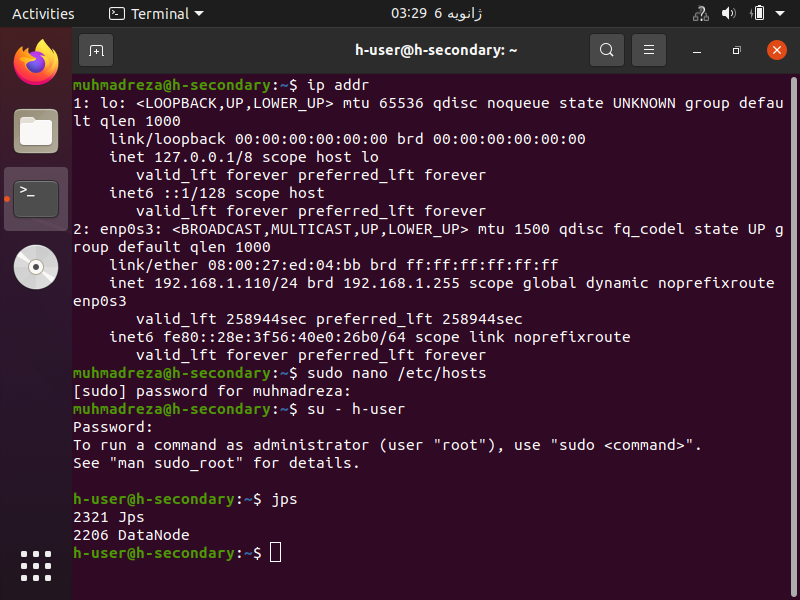 Activities Terminal 03:29 6 ژانویه
h-user@h-secondary: ~
muhmadreza@h-secondary:~$ ip addr
1: lo: <LOOPBACK,UP,LOWER_UP> mtu 65536 qdisc noqueue state UNKNOWN group defau
lt qlen 1000
    link/loopback 00:00:00:00:00:00 brd 00:00:00:00:00:00
    inet 127.0.0.1/8 scope host lo
       valid_lft forever preferred_lft forever
    inet6 ::1/128 scope host
       valid_lft forever preferred_lft forever
2: enp0s3: <BROADCAST,MULTICAST,UP,LOWER_UP> mtu 1500 qdisc fq_codel state UP g
roup default qlen 1000
    link/ether 08:00:27:ed:04:bb brd ff:ff:ff:ff:ff:ff
    inet 192.168.1.110/24 brd 192.168.1.255 scope global dynamic noprefixroute
enp0s3
       valid_lft 258944sec preferred_lft 258944sec
    inet6 fe80::28e:3f56:40e0:26b0/64 scope link noprefixroute
       valid_lft forever preferred_lft forever
muhmadreza@h-secondary:~$ sudo nano /etc/hosts
[sudo] password for muhmadreza:
muhmadreza@h-secondary:~$ su - h-user
Password:
To run a command as administrator (user "root"), use "sudo <command>".
See "man sudo_root" for details.
h-user@h-secondary:~$ jps
2321 Jps
2206 DataNode
h-user@h-secondary:~$